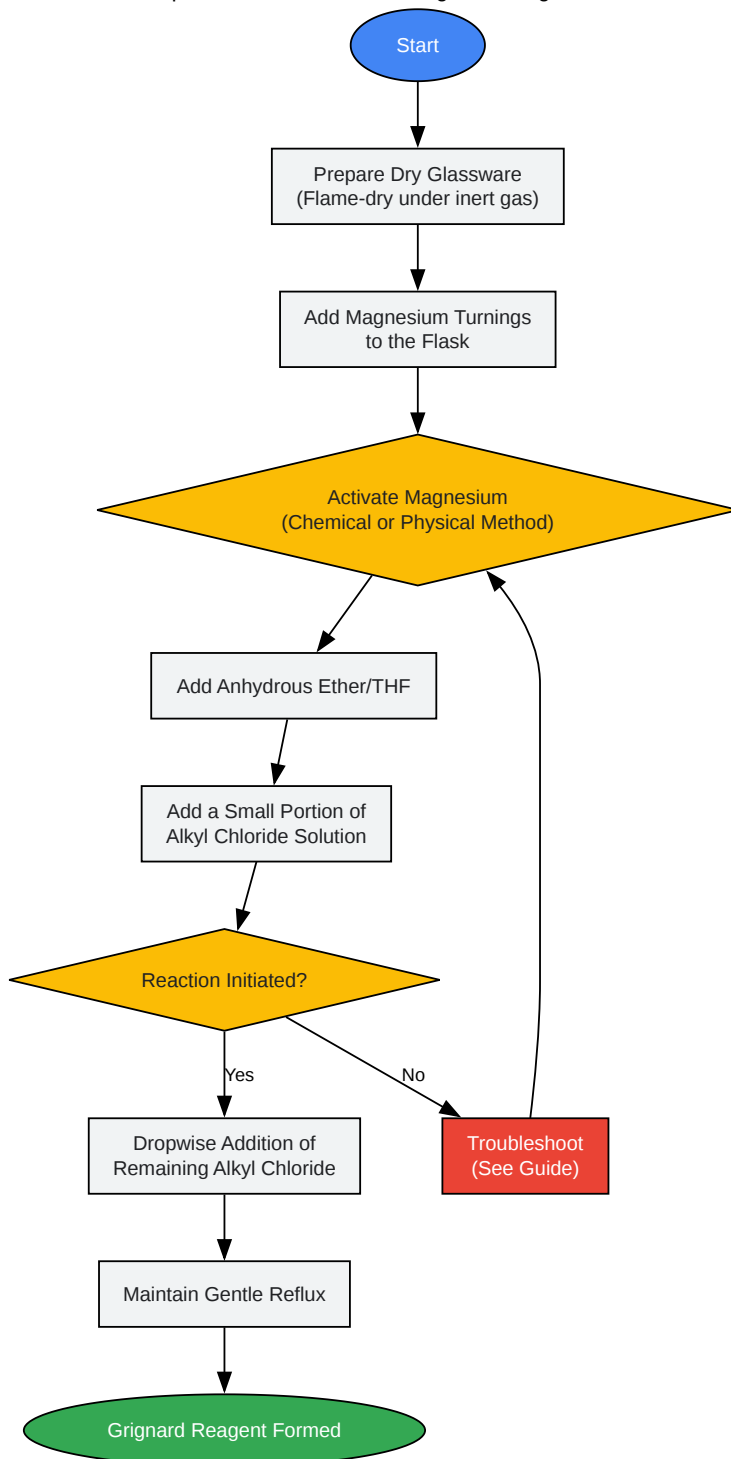 Start
Prepare Dry Glassware
(Flame-dry under inert gas)
Add Magnesium Turnings
to the Flask
Activate Magnesium
(Chemical or Physical Method)
Add Anhydrous Ether/THF
Add a Small Portion of
Alkyl Chloride Solution
Reaction Initiated?
Yes
No
Dropwise Addition of
Remaining Alkyl Chloride
Troubleshoot
(See Guide)
Maintain Gentle Reflux
Grignard Reagent Formed